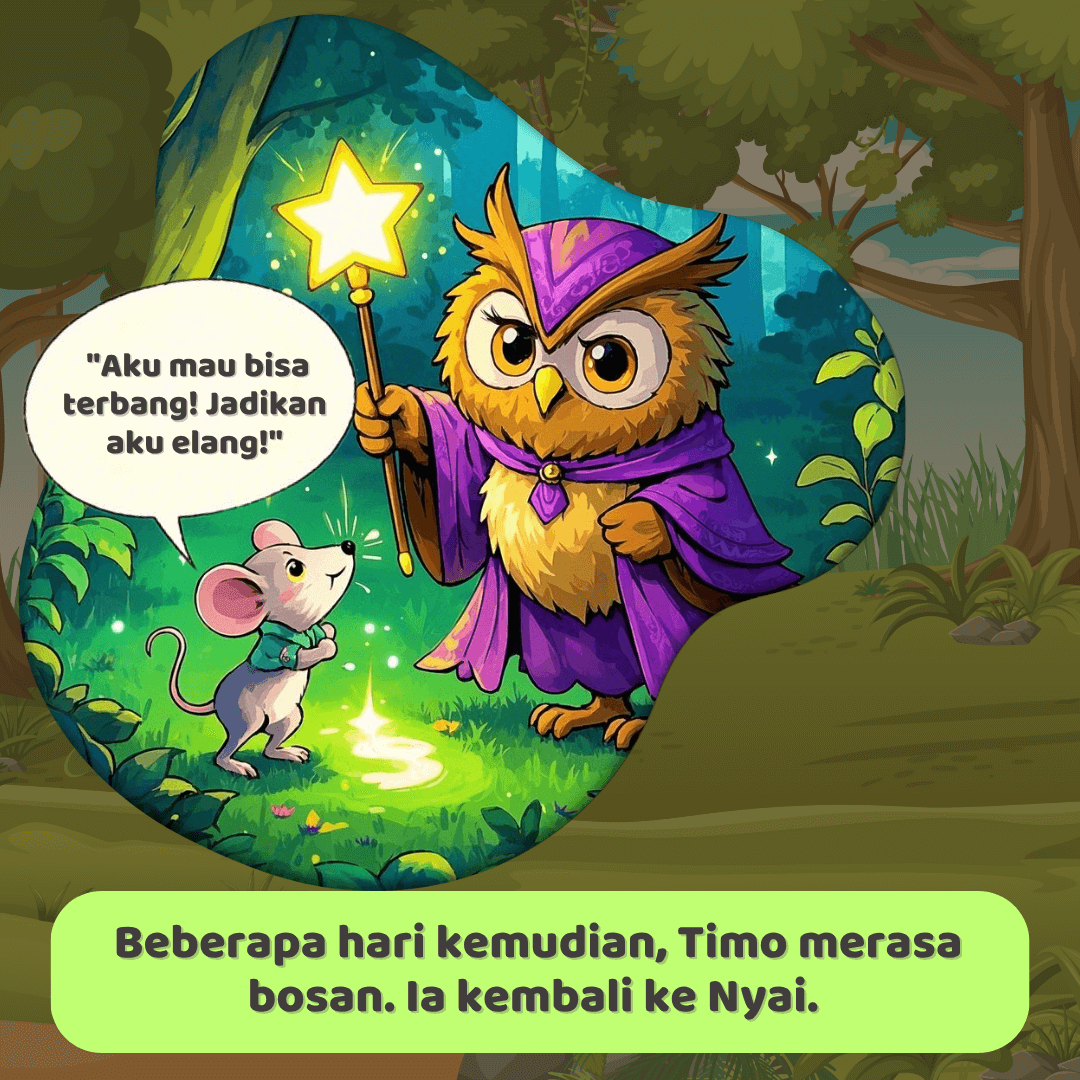 "Aku mau bisa
terbang! Jadikan
aku elang!"
Beberapa hari kemudian, Timo merasa
bosan. Ia kembali ke Nyai.